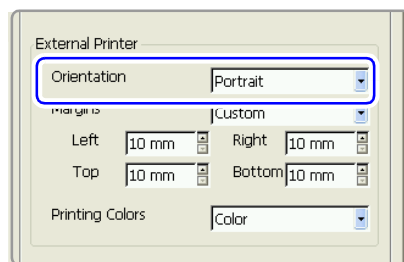 External Printer
Orientation Portrait
Margins Custom
Left 10 mm Right 10 mm
Top 10 mm Bottom 10 mm
Printing Colors Color